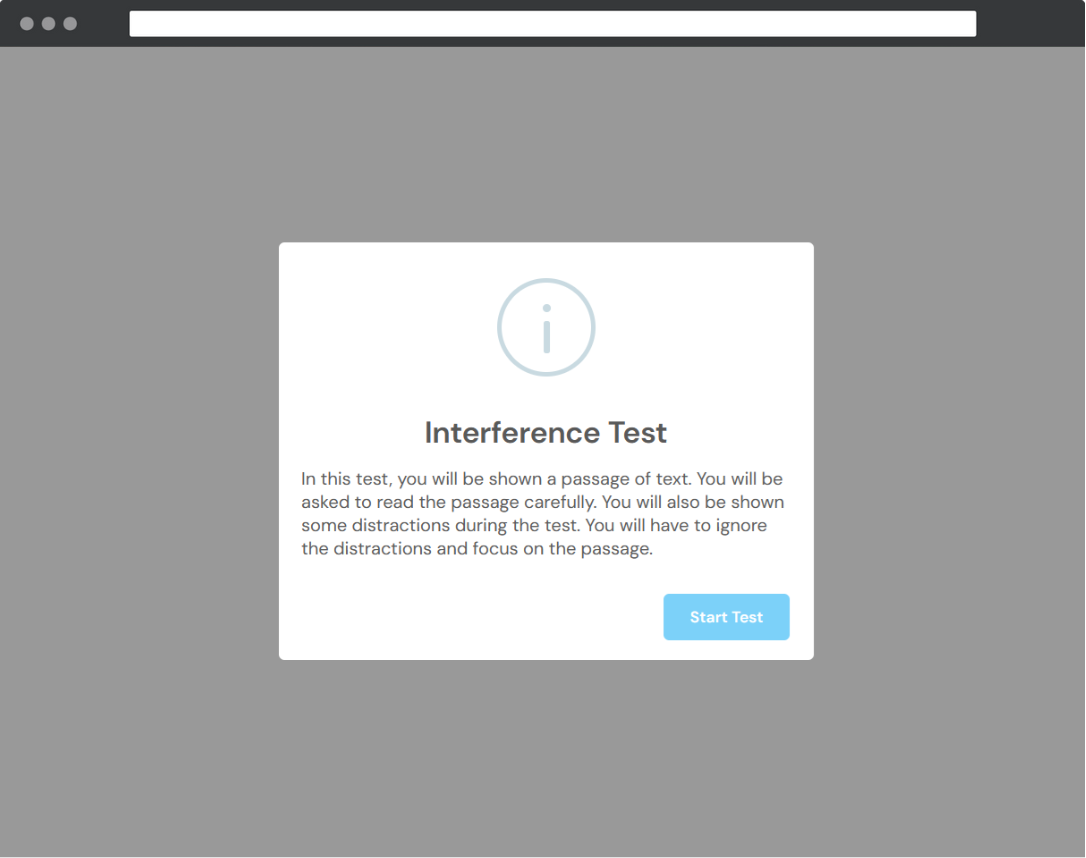 Interference Test
In this test, you will be shown a passage of text. You will be
asked to read the passage carefully. You will also be shown
some distractions during the test. You will have to ignore
the distractions and focus on the passage.
Start Test